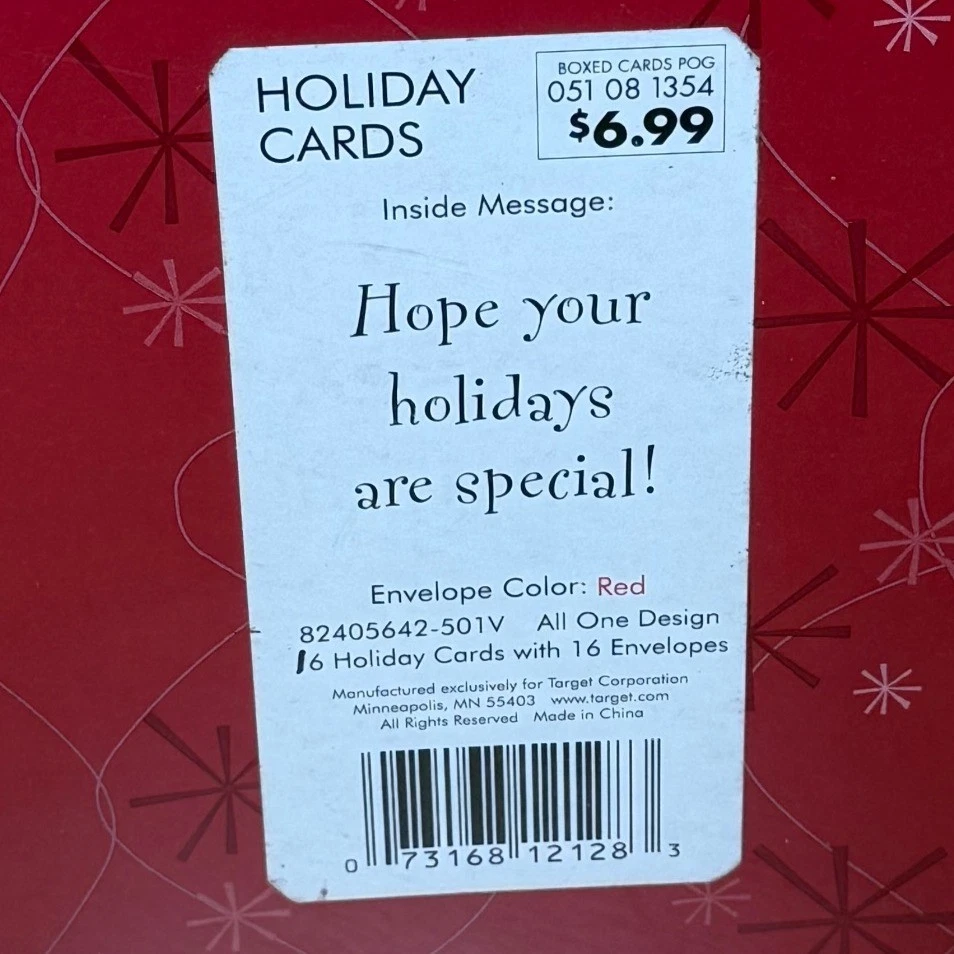 HOLIDAY
CARDS
BOXED CARDS POG
051 08 1354
$6.99
Inside Message:
Hope your
holidays
are special!
Envelope Color: Red
82405642-501V All One Design
16 Holiday Cards with 16 Envelopes
Manufactured exclusively for Target Corporation
Minneapolis, MN 55403 www.target.com
All Rights Reserved Made in China
0 73168 12128 3